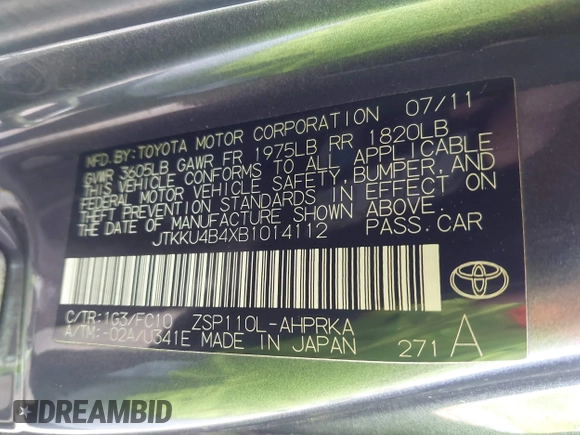 MFD.BY:TOYOTA MOTOR CORPORATION 07/11
GVWR 3605LB GAWR FR 1975LB RR 1820LB
THIS VEHICLE CONFORMS TO ALL APPLICABLE
FEDERAL MOTOR VEHICLE SAFETY,BUMPER,AND
THEFT PREVENTION STANDARDS IN EFFECT ON
THE DATE OF MANUFACTURE SHOWN ABOVE.
JTKKU4B4XB1014112 PASS.CAR
C/TR:1G3/FC10 ZSP110L-AHPRKA
A/TM:-02A/U341E MADE IN JAPAN 271 A
DREAMBID